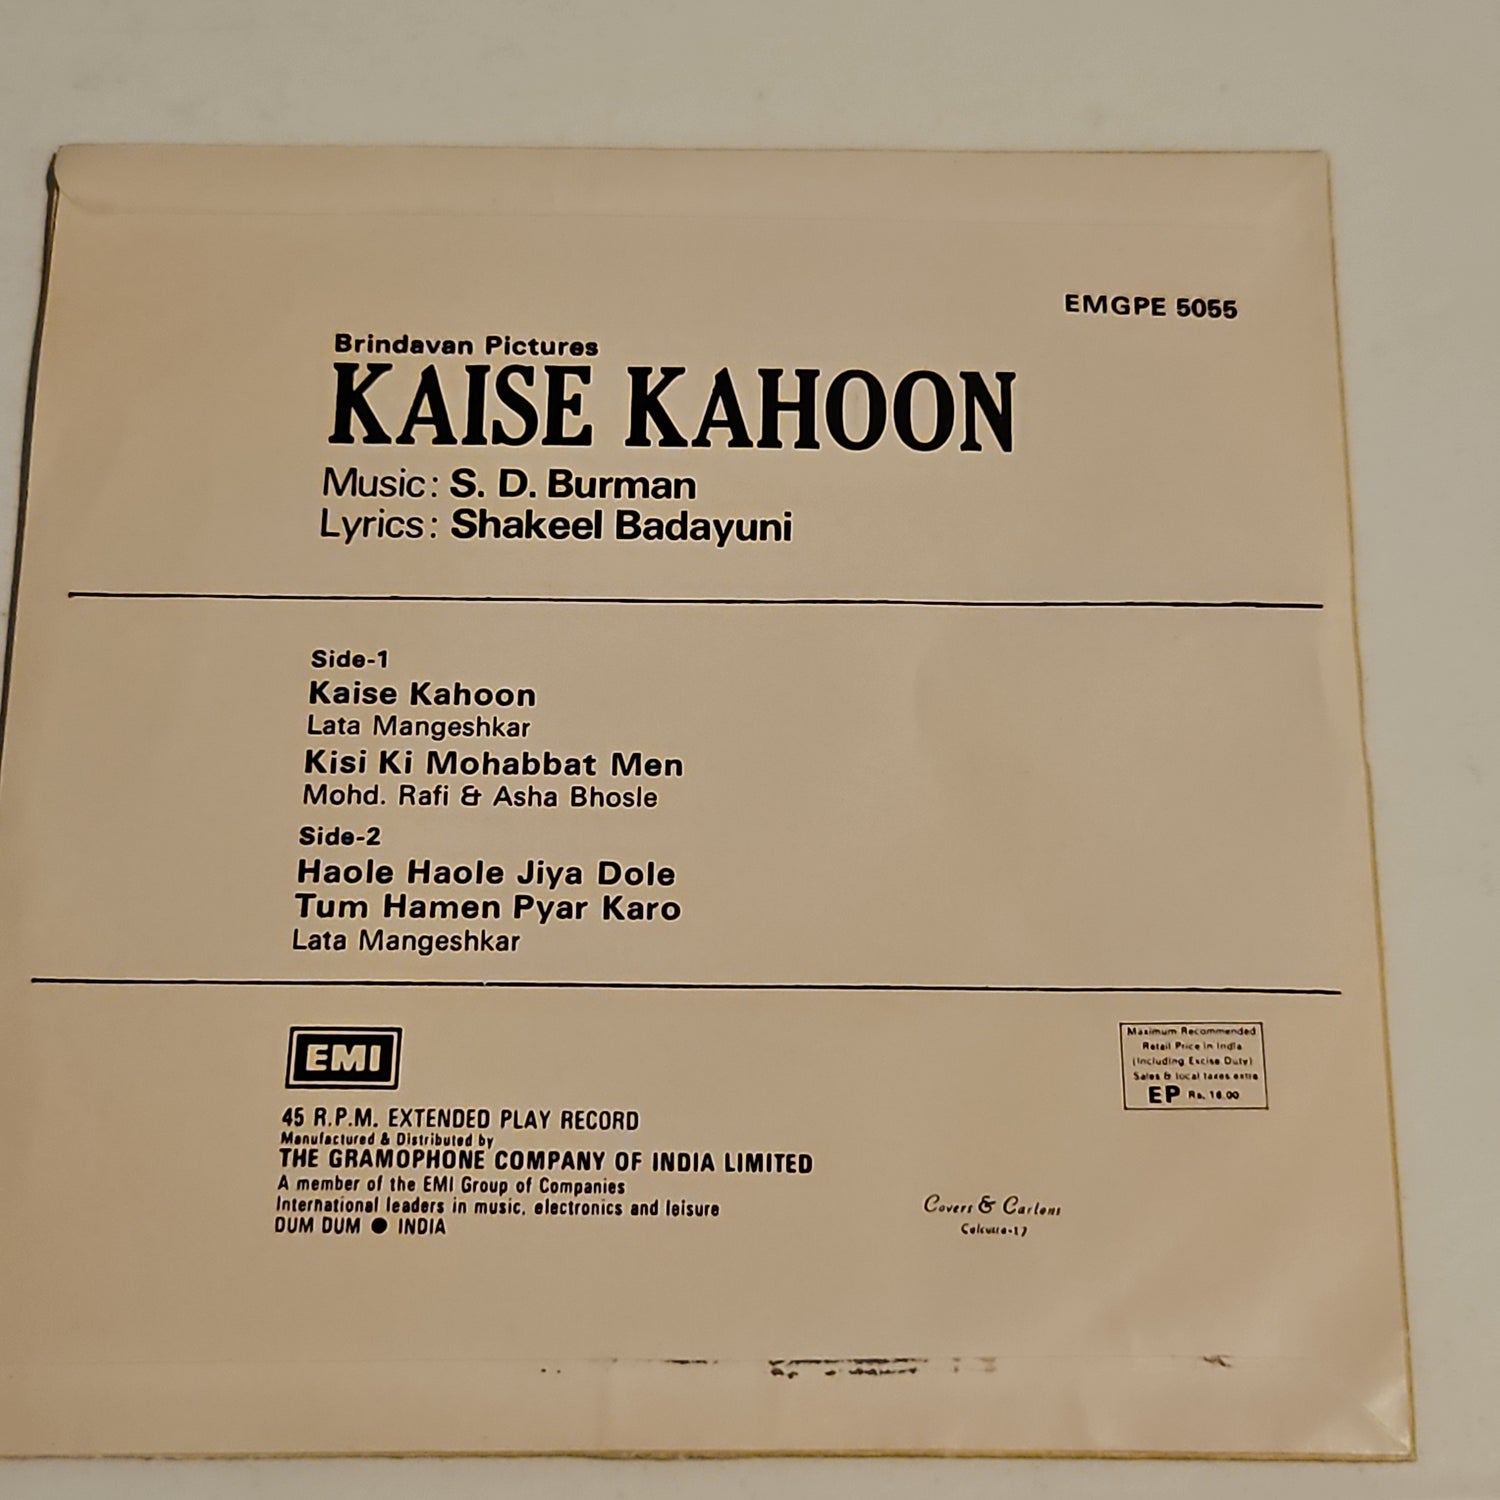 EMGPE 5055
Brindavan Pictures
KAISE KAHOON
Music: S. D. Burman
Lyrics: Shakeel Badayuni
Side-1
Kaise Kahoon
Lata Mangeshkar
Kisi Ki Mohabbat Men
Mohd. Rafi & Asha Bhosle
Side-2
Haole Haole Jiya Dole
Tum Hamen Pyar Karo
Lata Mangeshkar
EMI
45 R.P.M. EXTENDED PLAY RECORD
Manufactured & Distributed by
THE GRAMOPHONE COMPANY OF INDIA LIMITED
A member of the EMI Group of Companies
International leaders in music, electronics and leisure
DUM DUM ● INDIA
Maximum Recommended
Retail Price in India
(Including Excise Duty)
Sales & local taxes extra
EP Rs. 16.00
Covers & Cartons
Calcutta-17